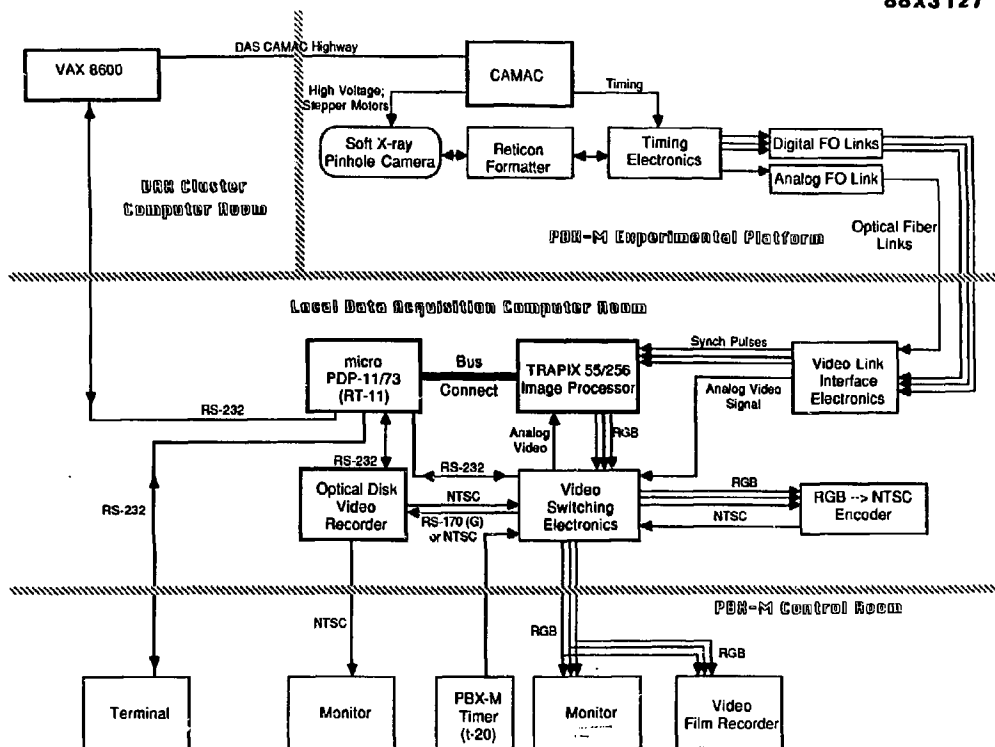 88X3127
DAS CAMAC Highway
VAX 8600
CAMAC
High Voltage;
Stepper Motors
Timing
Soft X-ray
Pinhole Camera
Reticon
Formatter
Timing
Electronics
Digital FO Links
Analog FO Link
VAX Cluster
Computer Room
PBX-M Experimental Platform
Optical Fiber
Links
Local Data Acquisition Computer Room
Synch Pulses
micro
PDP-11/73
(RT-11)
Bus
Connect
TRAPIX 55/256
Image Processor
Video Link
Interface
Electronics
Analog Video
Signal
RS-232
Analog
Video
RGB
RS-232
RS-232
RS-232
Optical Disk
Video
Recorder
NTSC
RS-170 (G)
or NTSC
Video
Switching
Electronics
RGB
NTSC
RGB --> NTSC
Encoder
PBX-M Control Room
NTSC
RGB
RGB
Terminal
Monitor
PBX-M
Timer
(t-20)
Monitor
Video
Film Recorder